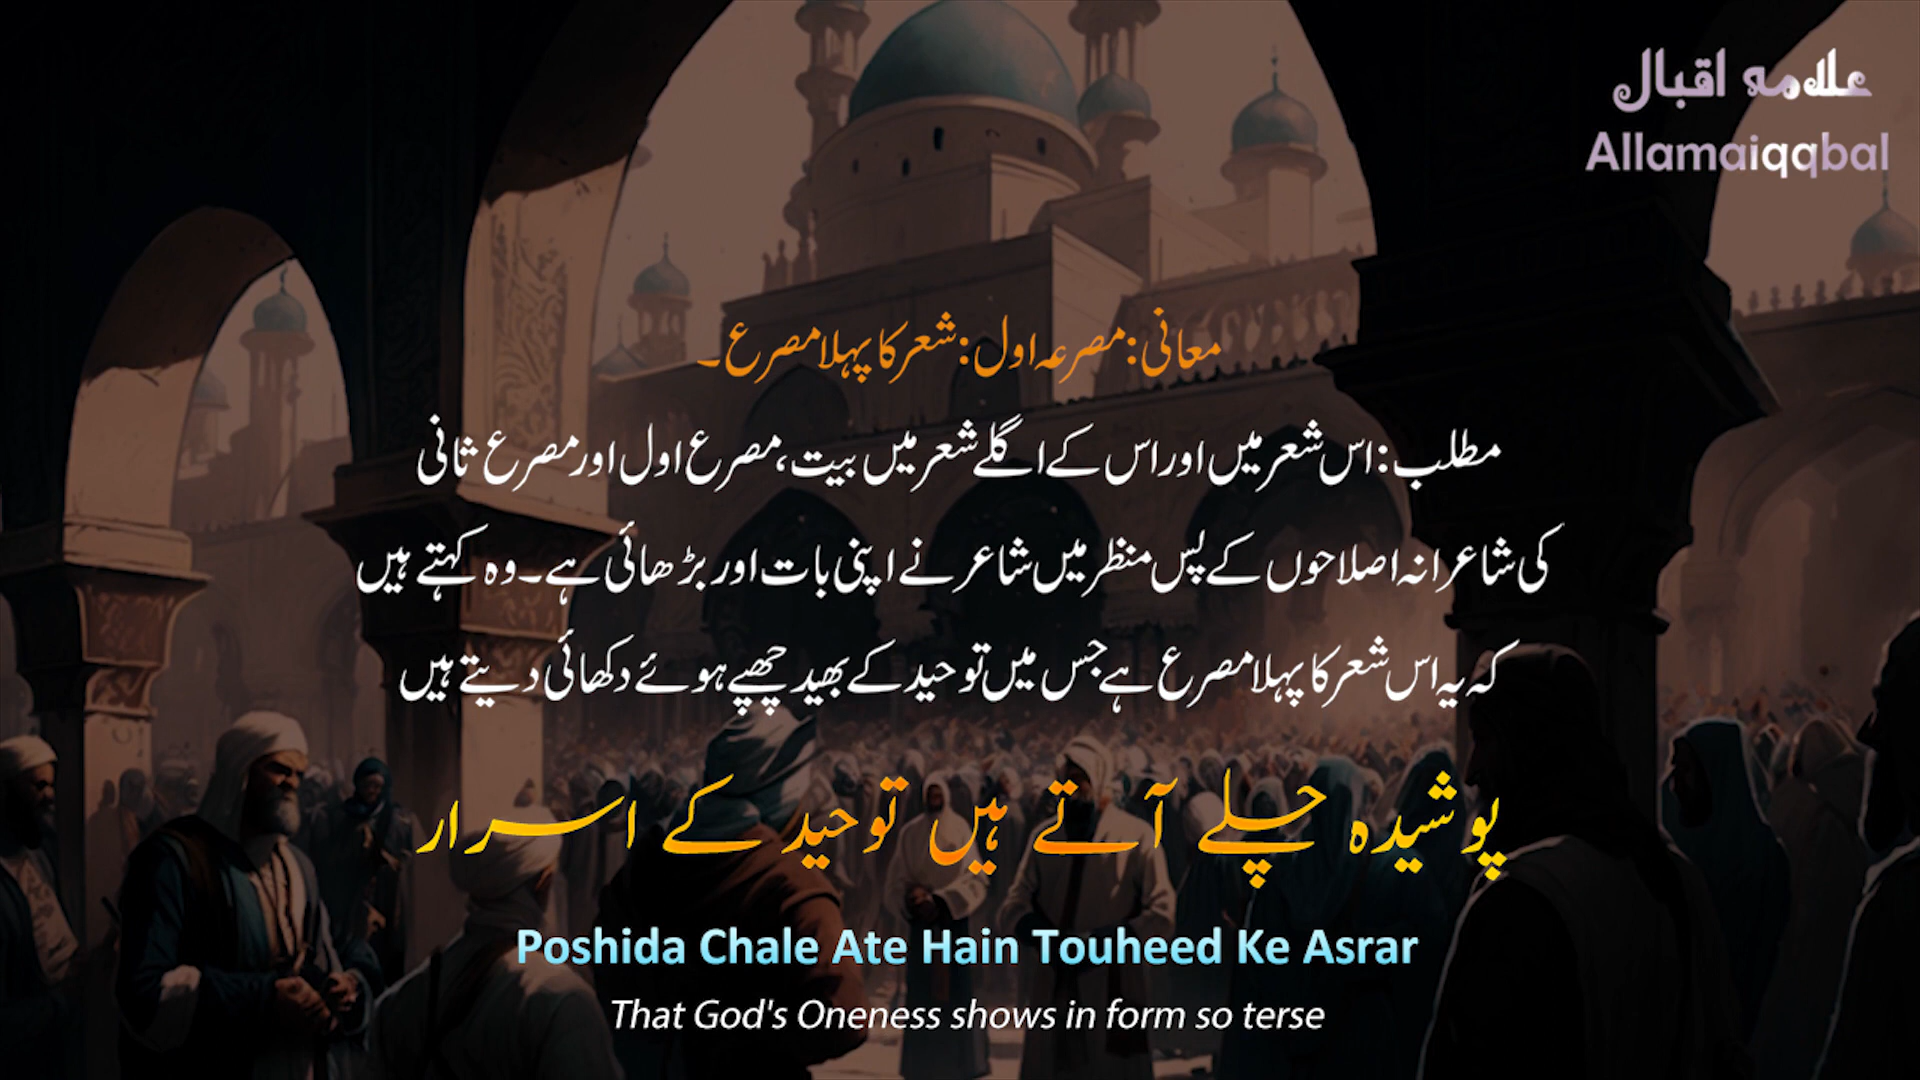 علامہ اقبال
Allamaiqqbal
معانی: مصرعہ اول: شعر کا پہلا مصرع۔
مطلب: اس شعر میں اور اس کے اگلے شعر میں بیت، مصرع اول اور مصرع ثانی
کی شاعرانہ اصلاحوں کے پس منظر میں شاعر نے اپنی بات اور بڑھائی ہے۔ وہ کہتے ہیں
کہ یہ اس شعر کا پہلا مصرع ہے جس میں توحید کے بھید چھپے ہوئے دکھائی دیتے ہیں
پوشیدہ چلے آتے ہیں توحید کے اسرار
Poshida Chale Ate Hain Touheed Ke Asrar
That God's Oneness shows in form so terse